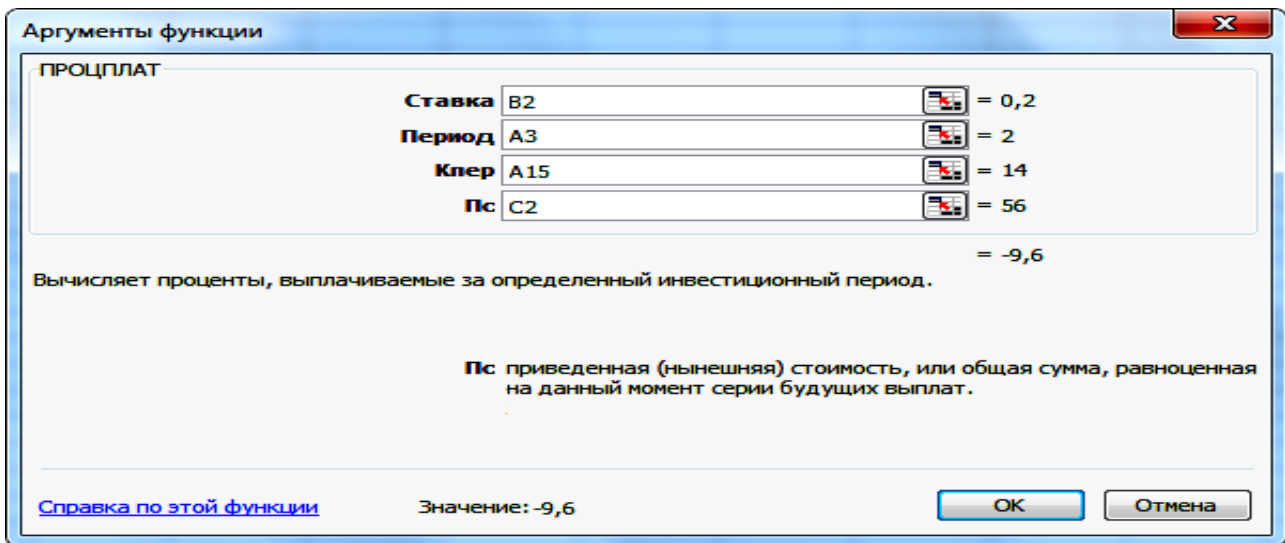 Аргументы функции
ПРОЦПЛАТ
Ставка B2 = 0,2
Период A3 = 2
Кпер A15 = 14
Пс C2 = 56
= -9,6
Вычисляет проценты, выплачиваемые за определенный инвестиционный период.
Пс приведенная (нынешняя) стоимость, или общая сумма, равноценная
на данный момент серии будущих выплат.
Справка по этой функции Значение: -9,6 OK Отмена